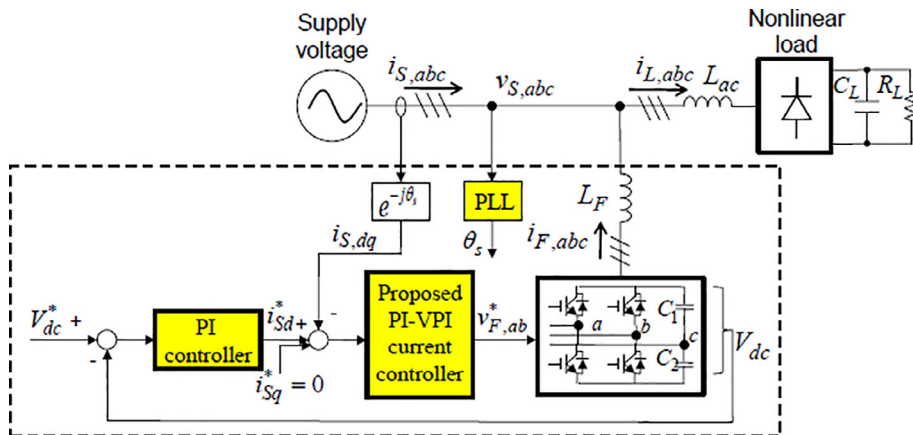 Supply
voltage
Nonlinear
load
i_{S,abc}
v_{S,abc}
i_{L,abc}
L_{ac}
C_L
R_L
e^{-jθ_s}
PLL
L_F
i_{S,dq}
θ_s
i_{F,abc}
V*_{dc} +
-
PI
controller
i*_{Sd} +
-
i*_{Sq} = 0
Proposed
PI-VPI
current
controller
v*_{F,ab}
a
b
c
C_1
C_2
V_{dc}